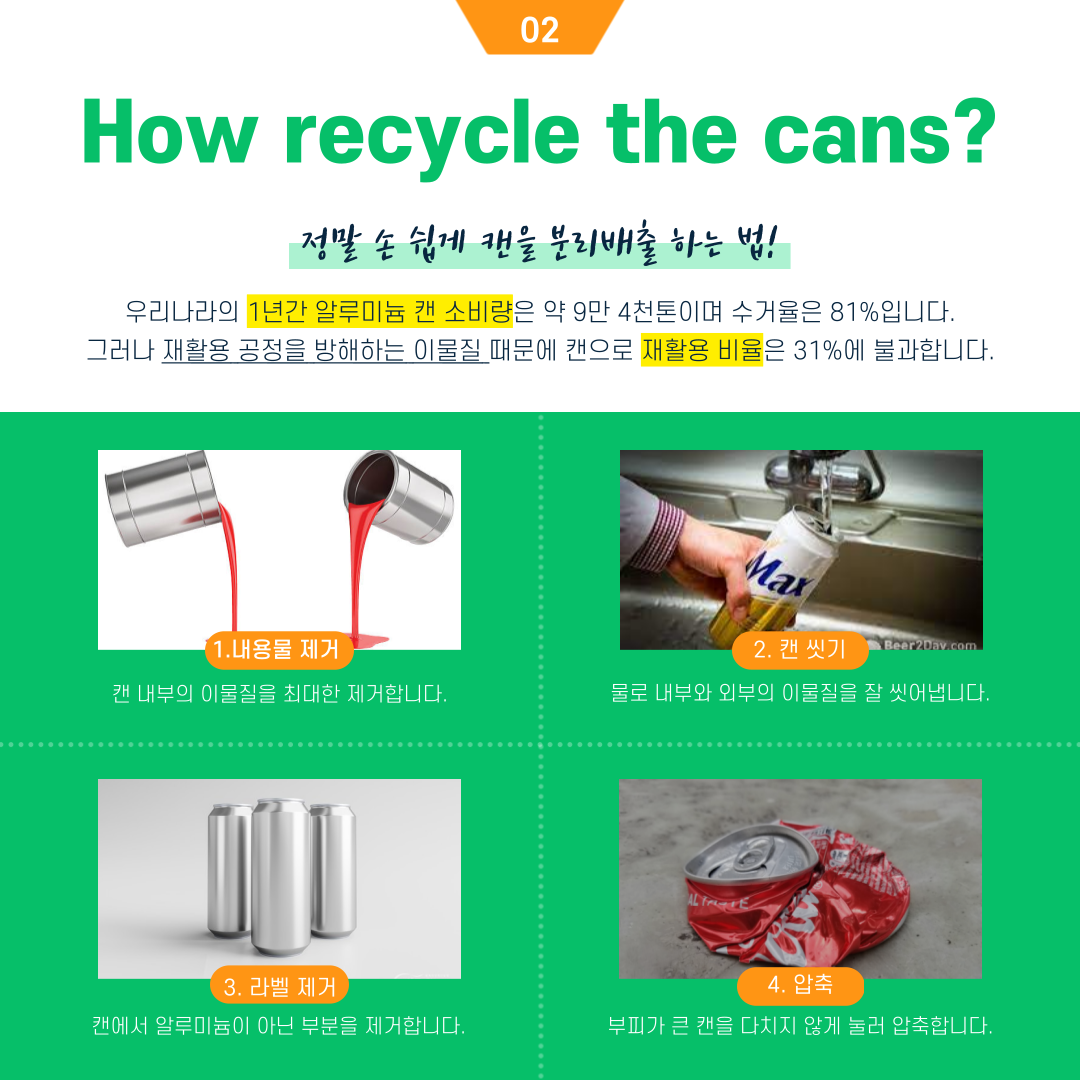 02
How recycle the cans?
정말 손 쉽게 캔을 분리배출 하는 법!
우리나라의 1년간 알루미늄 캔 소비량은 약 9만 4천톤이며 수거율은 81%입니다.
그러나 재활용 공정을 방해하는 이물질 때문에 캔으로 재활용 비율은 31%에 불과합니다.
Max
Beer2Day.com
1.내용물 제거
2. 캔 씻기
캔 내부의 이물질을 최대한 제거합니다.
물로 내부와 외부의 이물질을 잘 씻어냅니다.
3. 라벨 제거
4. 압축
캔에서 알루미늄이 아닌 부분을 제거합니다.
부피가 큰 캔을 다치지 않게 눌러 압축합니다.